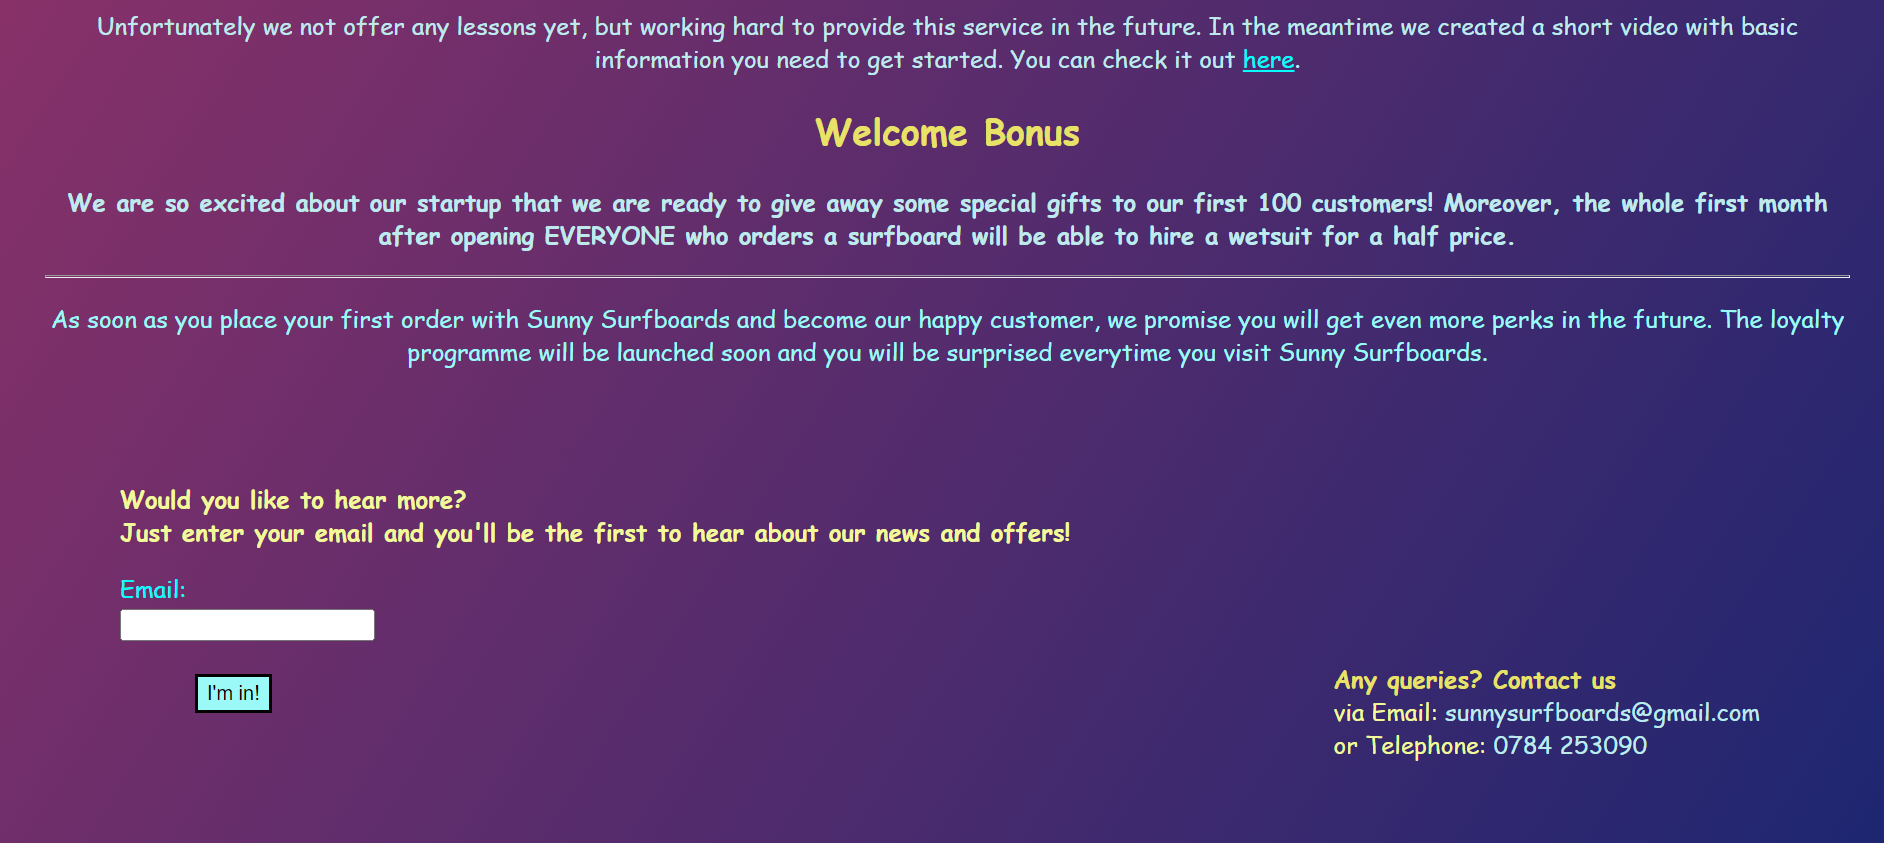 Unfortunately we not offer any lessons yet, but working hard to provide this service in the future. In the meantime we created a short video with basic
information you need to get started. You can check it out here.
Welcome Bonus
We are so excited about our startup that we are ready to give away some special gifts to our first 100 customers! Moreover, the whole first month
after opening EVERYONE who orders a surfboard will be able to hire a wetsuit for a half price.
As soon as you place your first order with Sunny Surfboards and become our happy customer, we promise you will get even more perks in the future. The loyalty
programme will be launched soon and you will be surprised everytime you visit Sunny Surfboards.
Would you like to hear more?
Just enter your email and you'll be the first to hear about our news and offers!
Email:
I'm in!
Any queries? Contact us
via Email: sunnysurfboards@gmail.com
or Telephone: 0784 253090